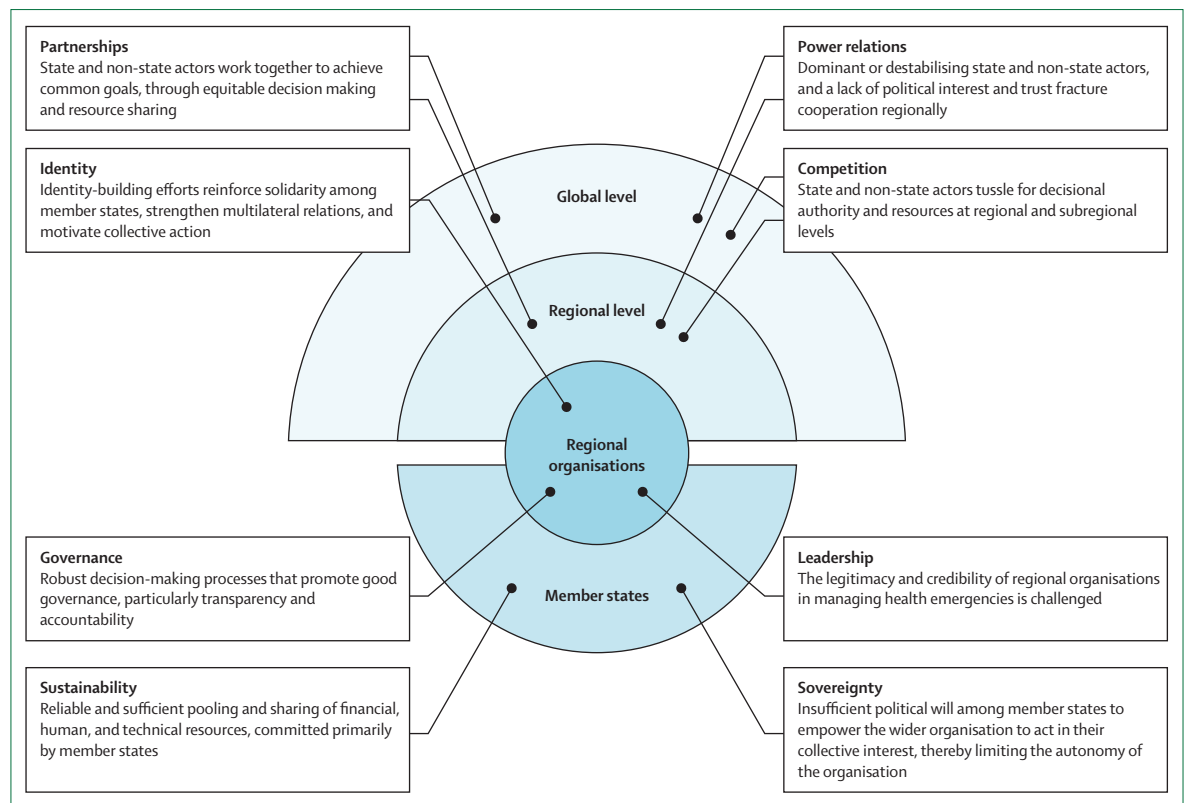 Partnerships
State and non-state actors work together to achieve
common goals, through equitable decision making
and resource sharing
Power relations
Dominant or destabilising state and non-state actors,
and a lack of political interest and trust fracture
cooperation regionally
Identity
Identity-building efforts reinforce solidarity among
member states, strengthen multilateral relations, and
motivate collective action
Competition
State and non-state actors tussle for decisional
authority and resources at regional and subregional
levels
Global level
Regional level
Regional
organisations
Member states
Governance
Robust decision-making processes that promote good
governance, particularly transparency and
accountability
Leadership
The legitimacy and credibility of regional organisations
in managing health emergencies is challenged
Sustainability
Reliable and sufficient pooling and sharing of financial,
human, and technical resources, committed primarily
by member states
Sovereignty
Insufficient political will among member states to
empower the wider organisation to act in their
collective interest, thereby limiting the autonomy of
the organisation